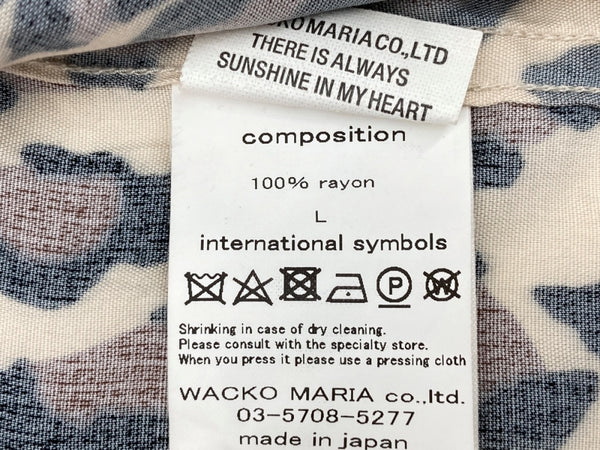 WACKO MARIA CO.,LTD
THERE IS ALWAYS
SUNSHINE IN MY HEART
composition
100% rayon
L
international symbols
P W
Shrinking in case of dry cleaning.
Please consult with the specialty store.
When you press it please use a pressing cloth
WACKO MARIA co.,ltd.
03-5708-5277
made in japan